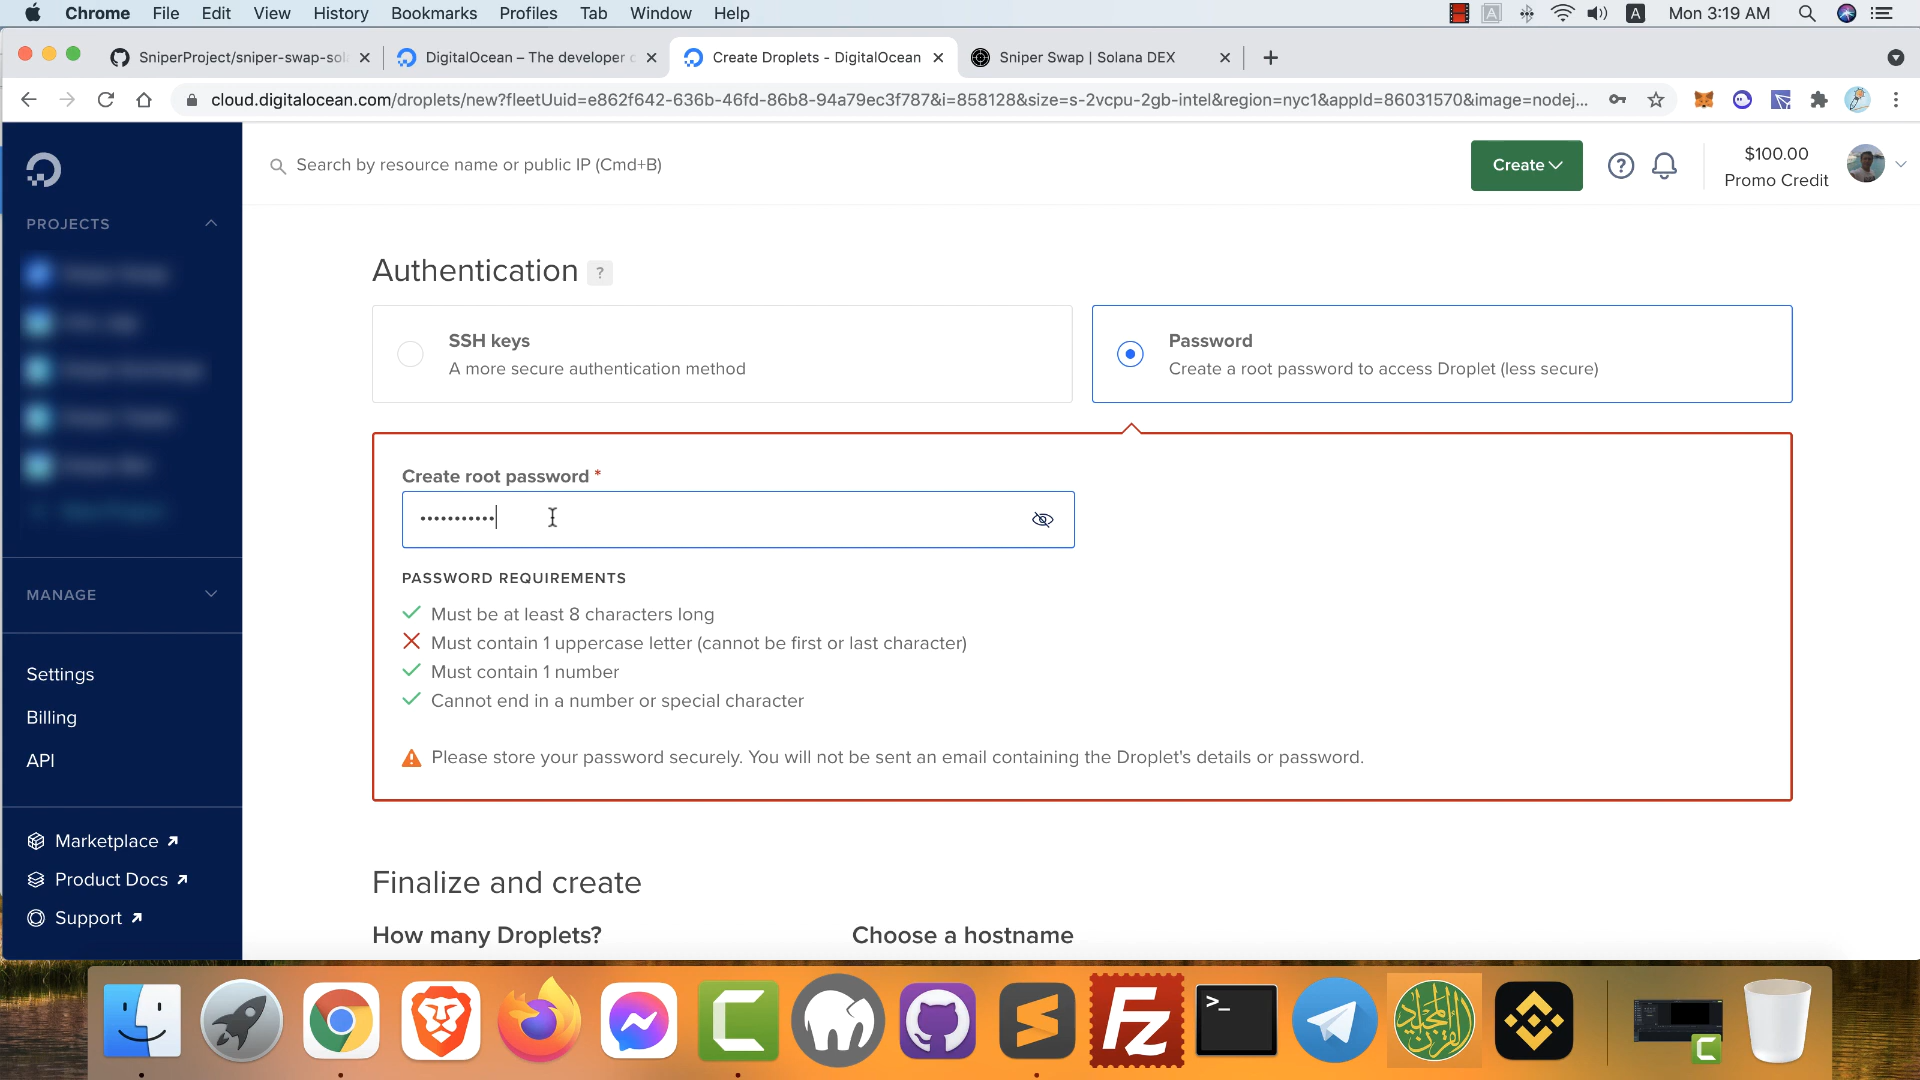 Chrome File Edit View History Bookmarks Profiles Tab Window Help
A A Mon 3:19 AM
SniperProject/sniper-swap-sol
DigitalOcean – The developer c
Create Droplets - DigitalOcean
Sniper Swap | Solana DEX
cloud.digitalocean.com/droplets/new?fleetUuid=e862f642-636b-46fd-86b8-94a79ec3f787&i=858128&size=s-2vcpu-2gb-intel&region=nyc1&appId=86031570&image=nodej...
Search by resource name or public IP (Cmd+B)
Create
?
$100.00
Promo Credit
PROJECTS
MANAGE
Settings
Billing
API
Marketplace
Product Docs
Support
Authentication ?
SSH keys
A more secure authentication method
Password
Create a root password to access Droplet (less secure)
Create root password *
PASSWORD REQUIREMENTS
Must be at least 8 characters long
Must contain 1 uppercase letter (cannot be first or last character)
Must contain 1 number
Cannot end in a number or special character
Please store your password securely. You will not be sent an email containing the Droplet's details or password.
Finalize and create
How many Droplets?
Choose a hostname
Fz
>_